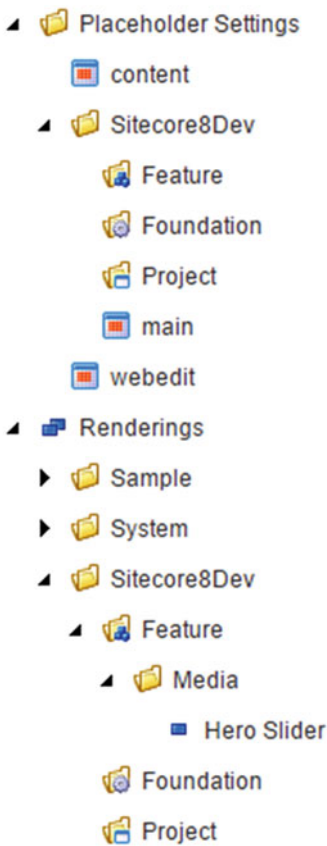 Placeholder Settings
content
Sitecore8Dev
Feature
Foundation
Project
main
webedit
Renderings
Sample
System
Sitecore8Dev
Feature
Media
Hero Slider
Foundation
Project